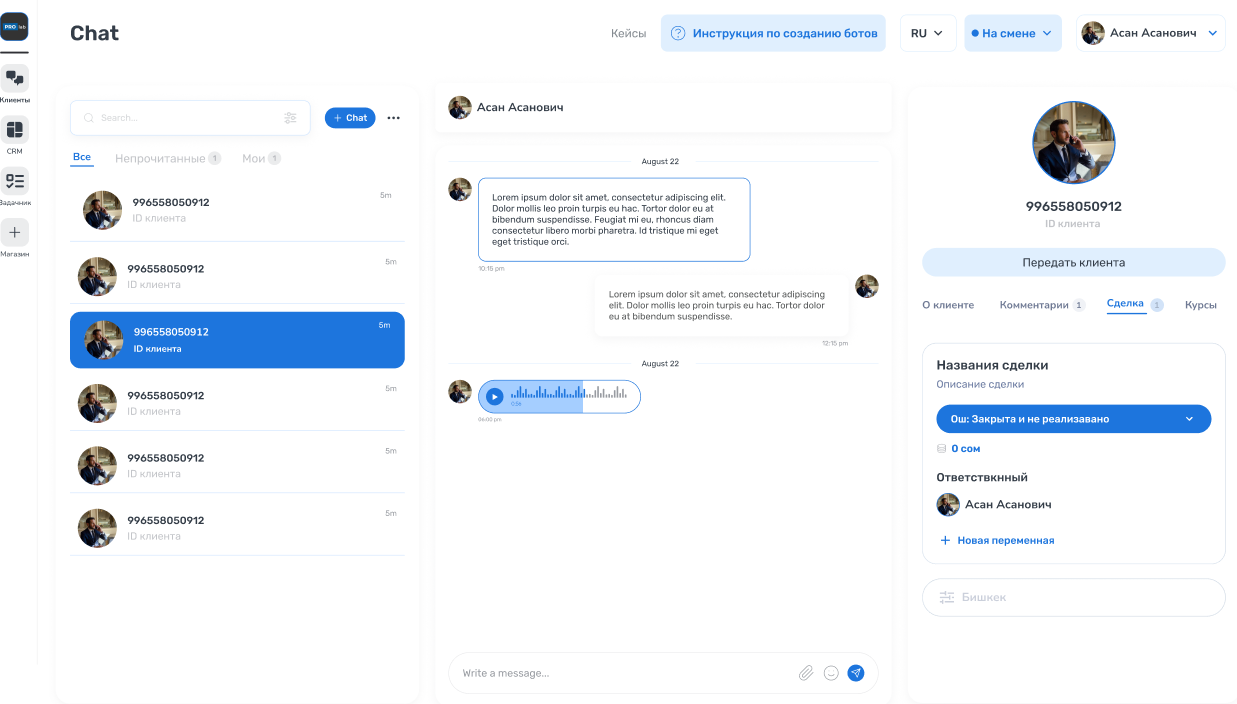 PRO lab
Chat
Кейсы
Инструкция по созданию ботов
RU
На смене
Асан Асанович
Клиенты
CRM
Задачник
Магазин
Search...
+ Chat
Все
Непрочитанные 1
Мои 1
996558050912
5m
ID клиента
996558050912
5m
ID клиента
996558050912
5m
ID клиента
996558050912
5m
ID клиента
996558050912
5m
ID клиента
996558050912
5m
ID клиента
Асан Асанович
August 22
Lorem ipsum dolor sit amet, consectetur adipiscing elit.
Dolor mollis leo proin turpis eu hac. Tortor dolor eu at
bibendum suspendisse. Feugiat mi eu, rhoncus diam
consectetur libero morbi pharetra. Id tristique mi eget
eget tristique orci.
10:15 pm
Lorem ipsum dolor sit amet, consectetur adipiscing
elit. Dolor mollis leo proin turpis eu hac. Tortor dolor
eu at bibendum suspendisse.
12:15 pm
August 22
0:06
06:00 pm
Write a message...
996558050912
ID клиента
Передать клиента
О клиенте
Комментарии 1
Сделка 1
Курсы
Названия сделки
Описание сделки
Ош: Закрыта и не реализавано
0 сом
Ответствкнный
Асан Асанович
+ Новая переменная
Бишкек